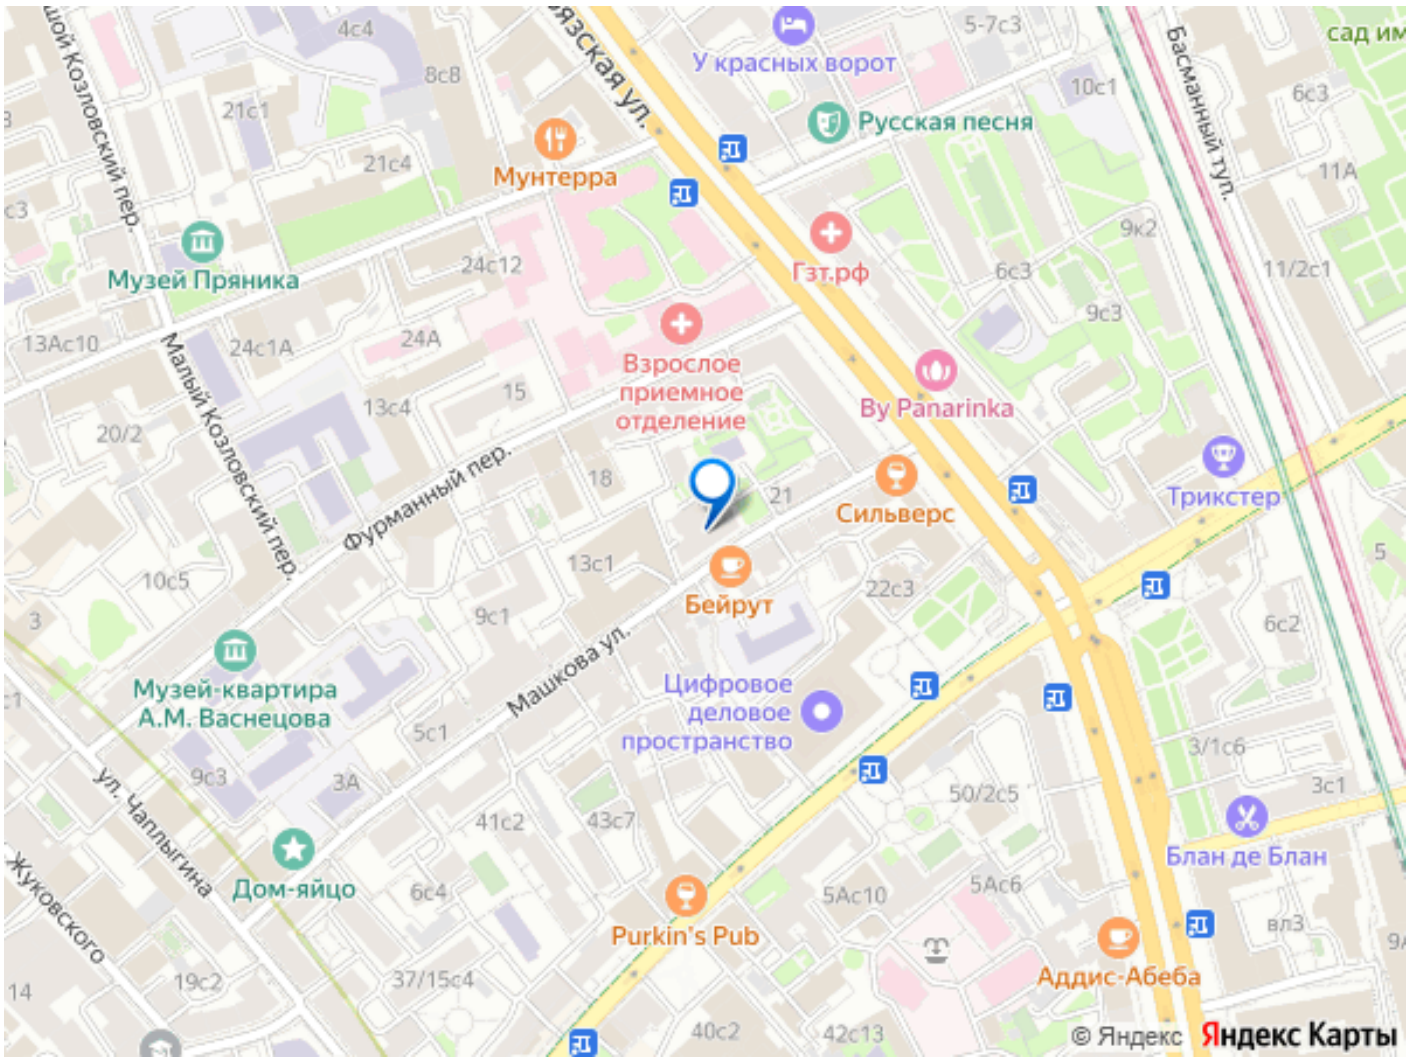 шой Козловский пер.
4с4
8с8
язская ул.
У красных ворот
5-7с3
Басманный туп.
сад им
10с1
6с3
21с1
21с4
Мунтерра
Русская песня
11А
с3
9к2
Музей Пряника
24с12
Гзт.рф
6с3
11/2с1
9с3
13Ас10
24с1А
24А
Взрослое
приемное
отделение
By Panarinka
Малый Козловский пер.
15
13с4
20/2
Фурманный пер.
18
21
Сильверс
Трикстер
10с5
13с1
Бейрут
22с3
5
3
9с1
6с2
Машкова ул.
Музей-квартира
А.М. Васнецова
Цифровое
деловое
пространство
с1
5с1
3/1с6
9с3
3А
3с1
50/2с5
41с2
43с7
ул. Чаплыгина
Блан де Блан
Дом-яйцо
6с4
5Ас10
5Ас6
Жуковского
Purkin's Pub
вл3
9А
Аддис-Абеба
14
19с2
37/15с4
40с2
42с13
© Яндекс Яндекс Карты